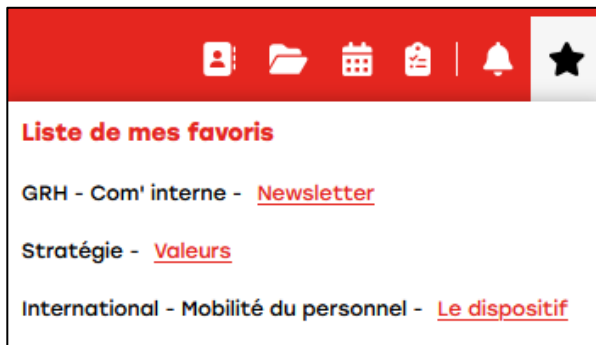 Liste de mes favoris
GRH - Com' interne - Newsletter
Stratégie - Valeurs
International - Mobilité du personnel - Le dispositif